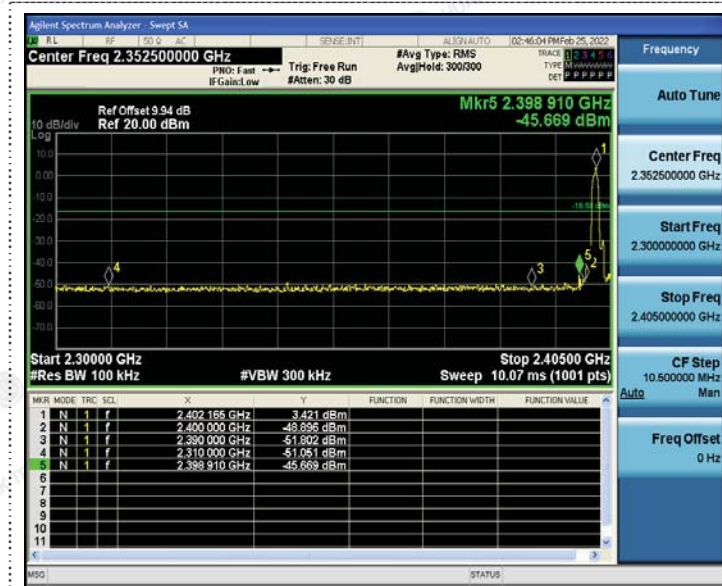 Agilent Spectrum Analyzer - Swept SA
RL RF 50 Ω AC SENSE:INT ALIGN AUTO 02:46:04 PM Feb 25, 2022
Center Freq 2.352500000 GHz
PNO: Fast
IFGain:Low
Trig: Free Run
#Atten: 30 dB
#Avg Type: RMS
Avg|Hold: 300/300
TRACE 1 2 3 4 5 6
TYPE M
DET P P P P P P
Ref Offset 9.94 dB
Ref 20.00 dBm
10 dB/div
Log
Mkr5 2.398 910 GHz
-45.669 dBm
10.0
0.00
-10.0
-20.0
-30.0
-40.0
-50.0
-60.0
-70.0
1
4
3
5
2
Start 2.30000 GHz
#Res BW 100 kHz
#VBW 300 kHz
Stop 2.40500 GHz
Sweep 10.07 ms (1001 pts)
MKR MODE TRC SCL X Y FUNCTION FUNCTION WIDTH FUNCTION VALUE
1 N 1 f 2.402 165 GHz 3.421 dBm
2 N 1 f 2.400 000 GHz -48.896 dBm
3 N 1 f 2.390 000 GHz -51.802 dBm
4 N 1 f 2.310 000 GHz -51.051 dBm
5 N 1 f 2.398 910 GHz -45.669 dBm
6
7
8
9
10
11
MSG STATUS
Frequency
Auto Tune
Center Freq
2.352500000 GHz
Start Freq
2.300000000 GHz
Stop Freq
2.405000000 GHz
CF Step
10.500000 MHz
Auto Man
Freq Offset
0 Hz